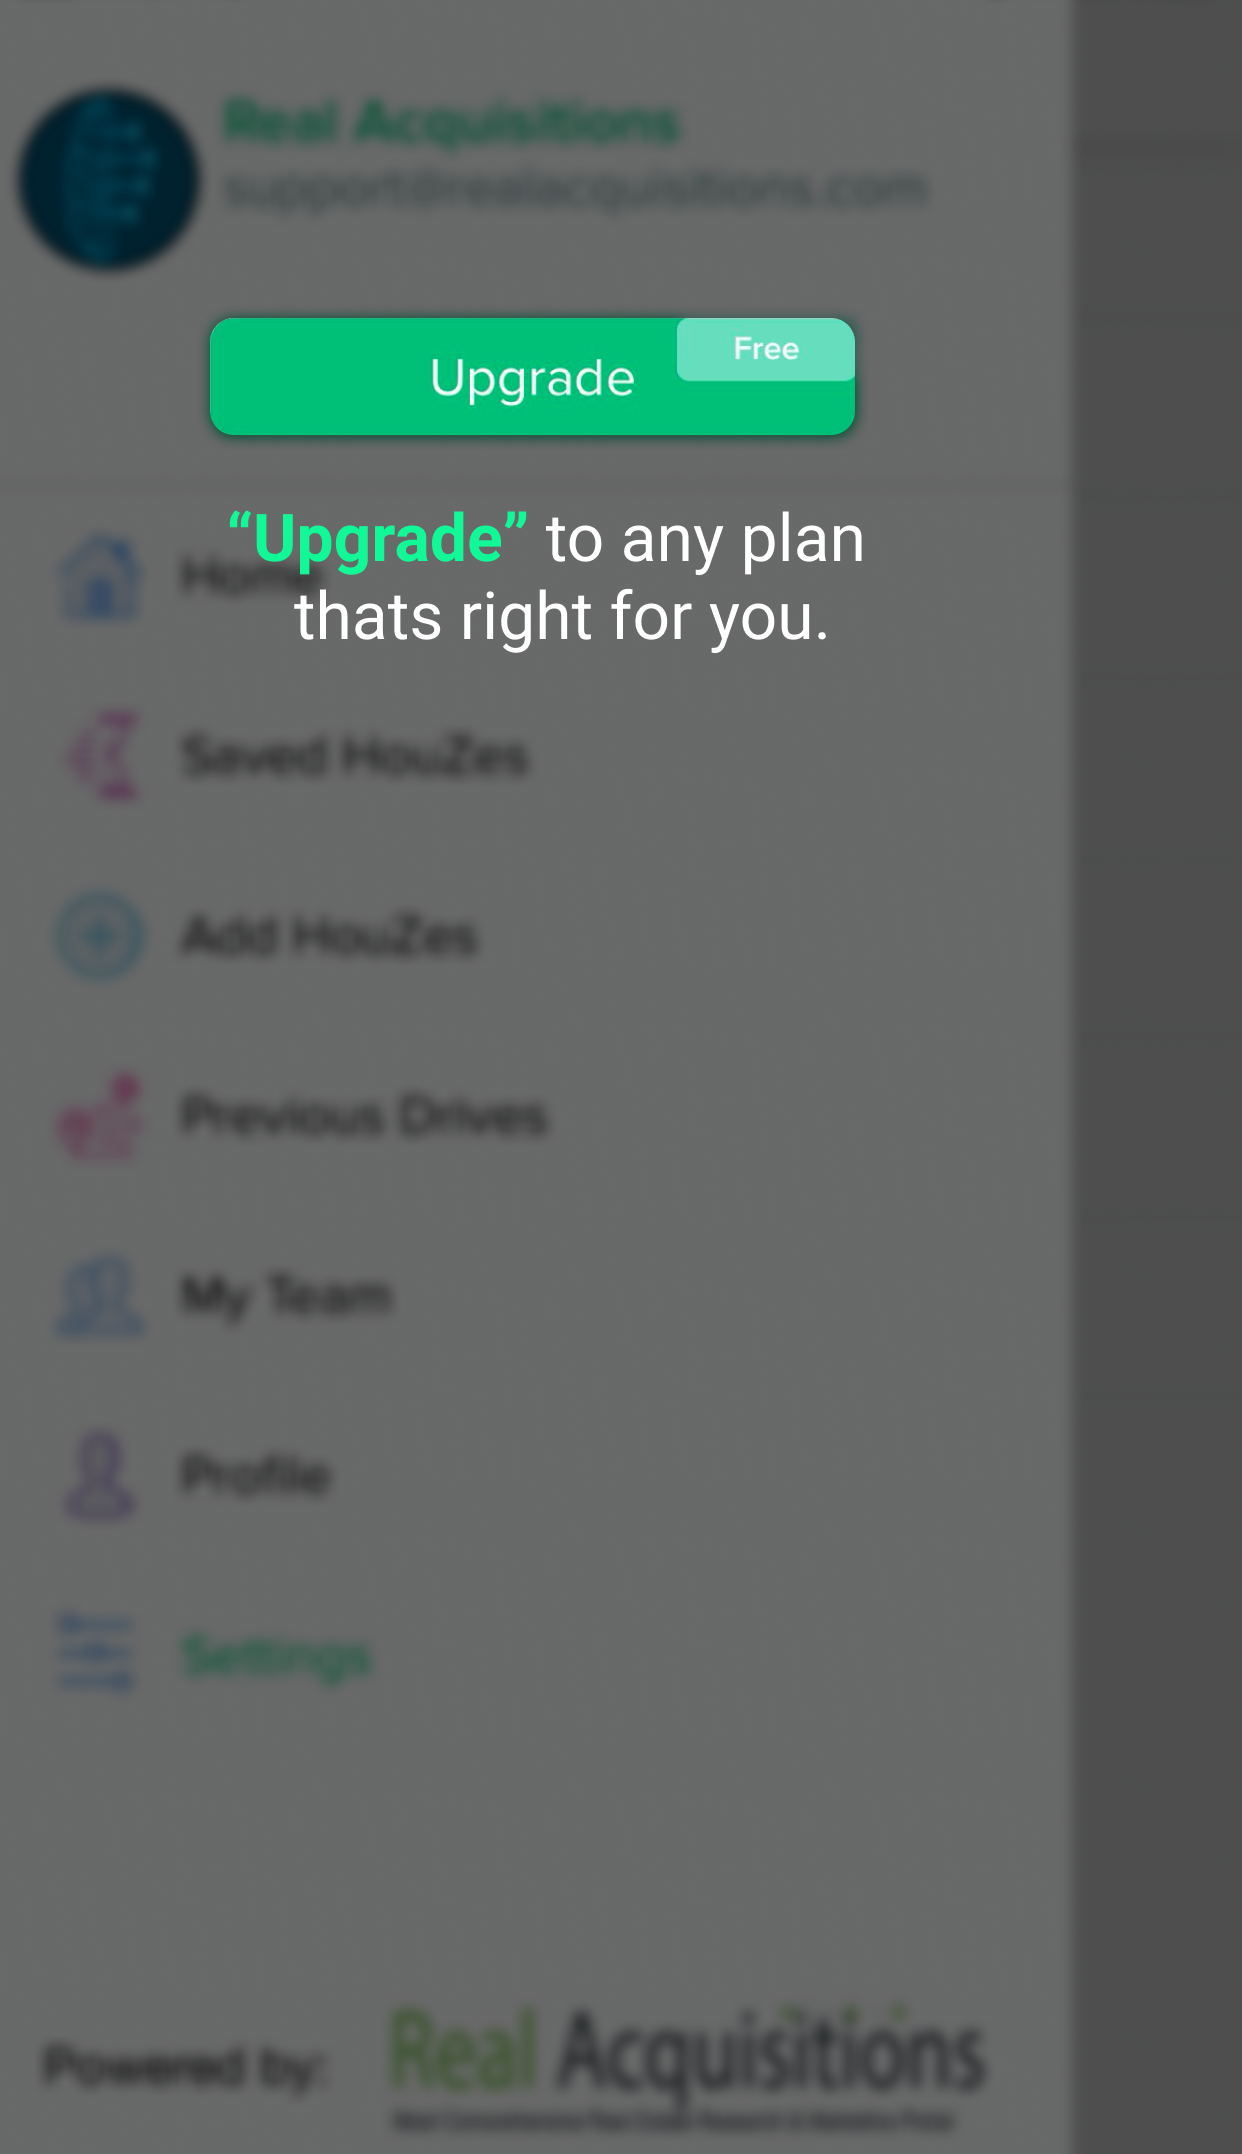 Real Acquisitions
support@realacquisitions.com
Free
Upgrade
“Upgrade” to any plan
thats right for you.
Home
Saved HouZes
Add HouZes
Previous Drives
My Team
Profile
Settings
Powered by:
Real Acquisitions